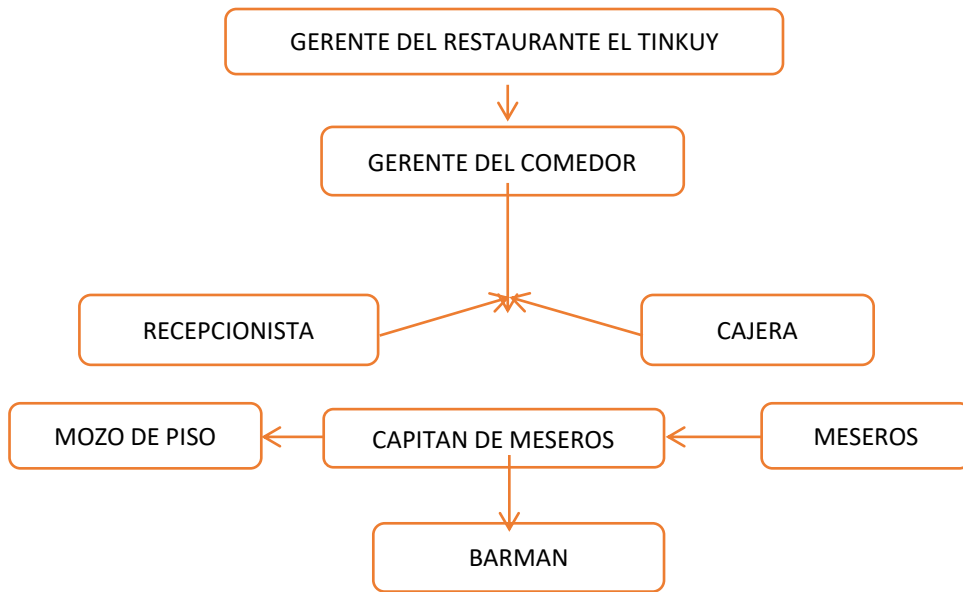 GERENTE DEL RESTAURANTE EL TINKUY
GERENTE DEL COMEDOR
RECEPCIONISTA
CAJERA
MOZO DE PISO
CAPITAN DE MESEROS
MESEROS
BARMAN